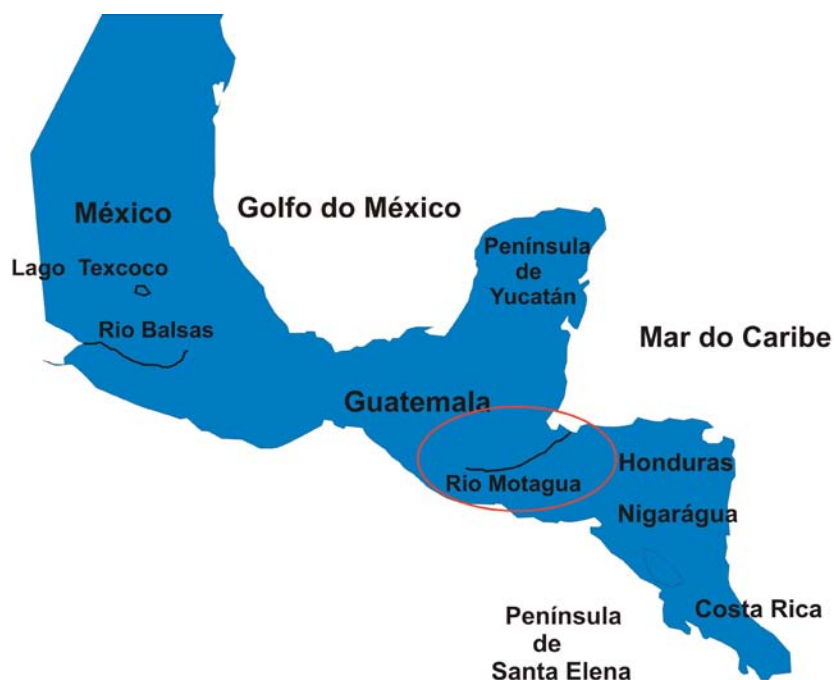 México
Golfo do México
Lago Texcoco
Península
de
Yucatán
Rio Balsas
Mar do Caribe
Guatemala
Honduras
Rio Motagua
Nigarágua
Costa Rica
Península
de
Santa Elena